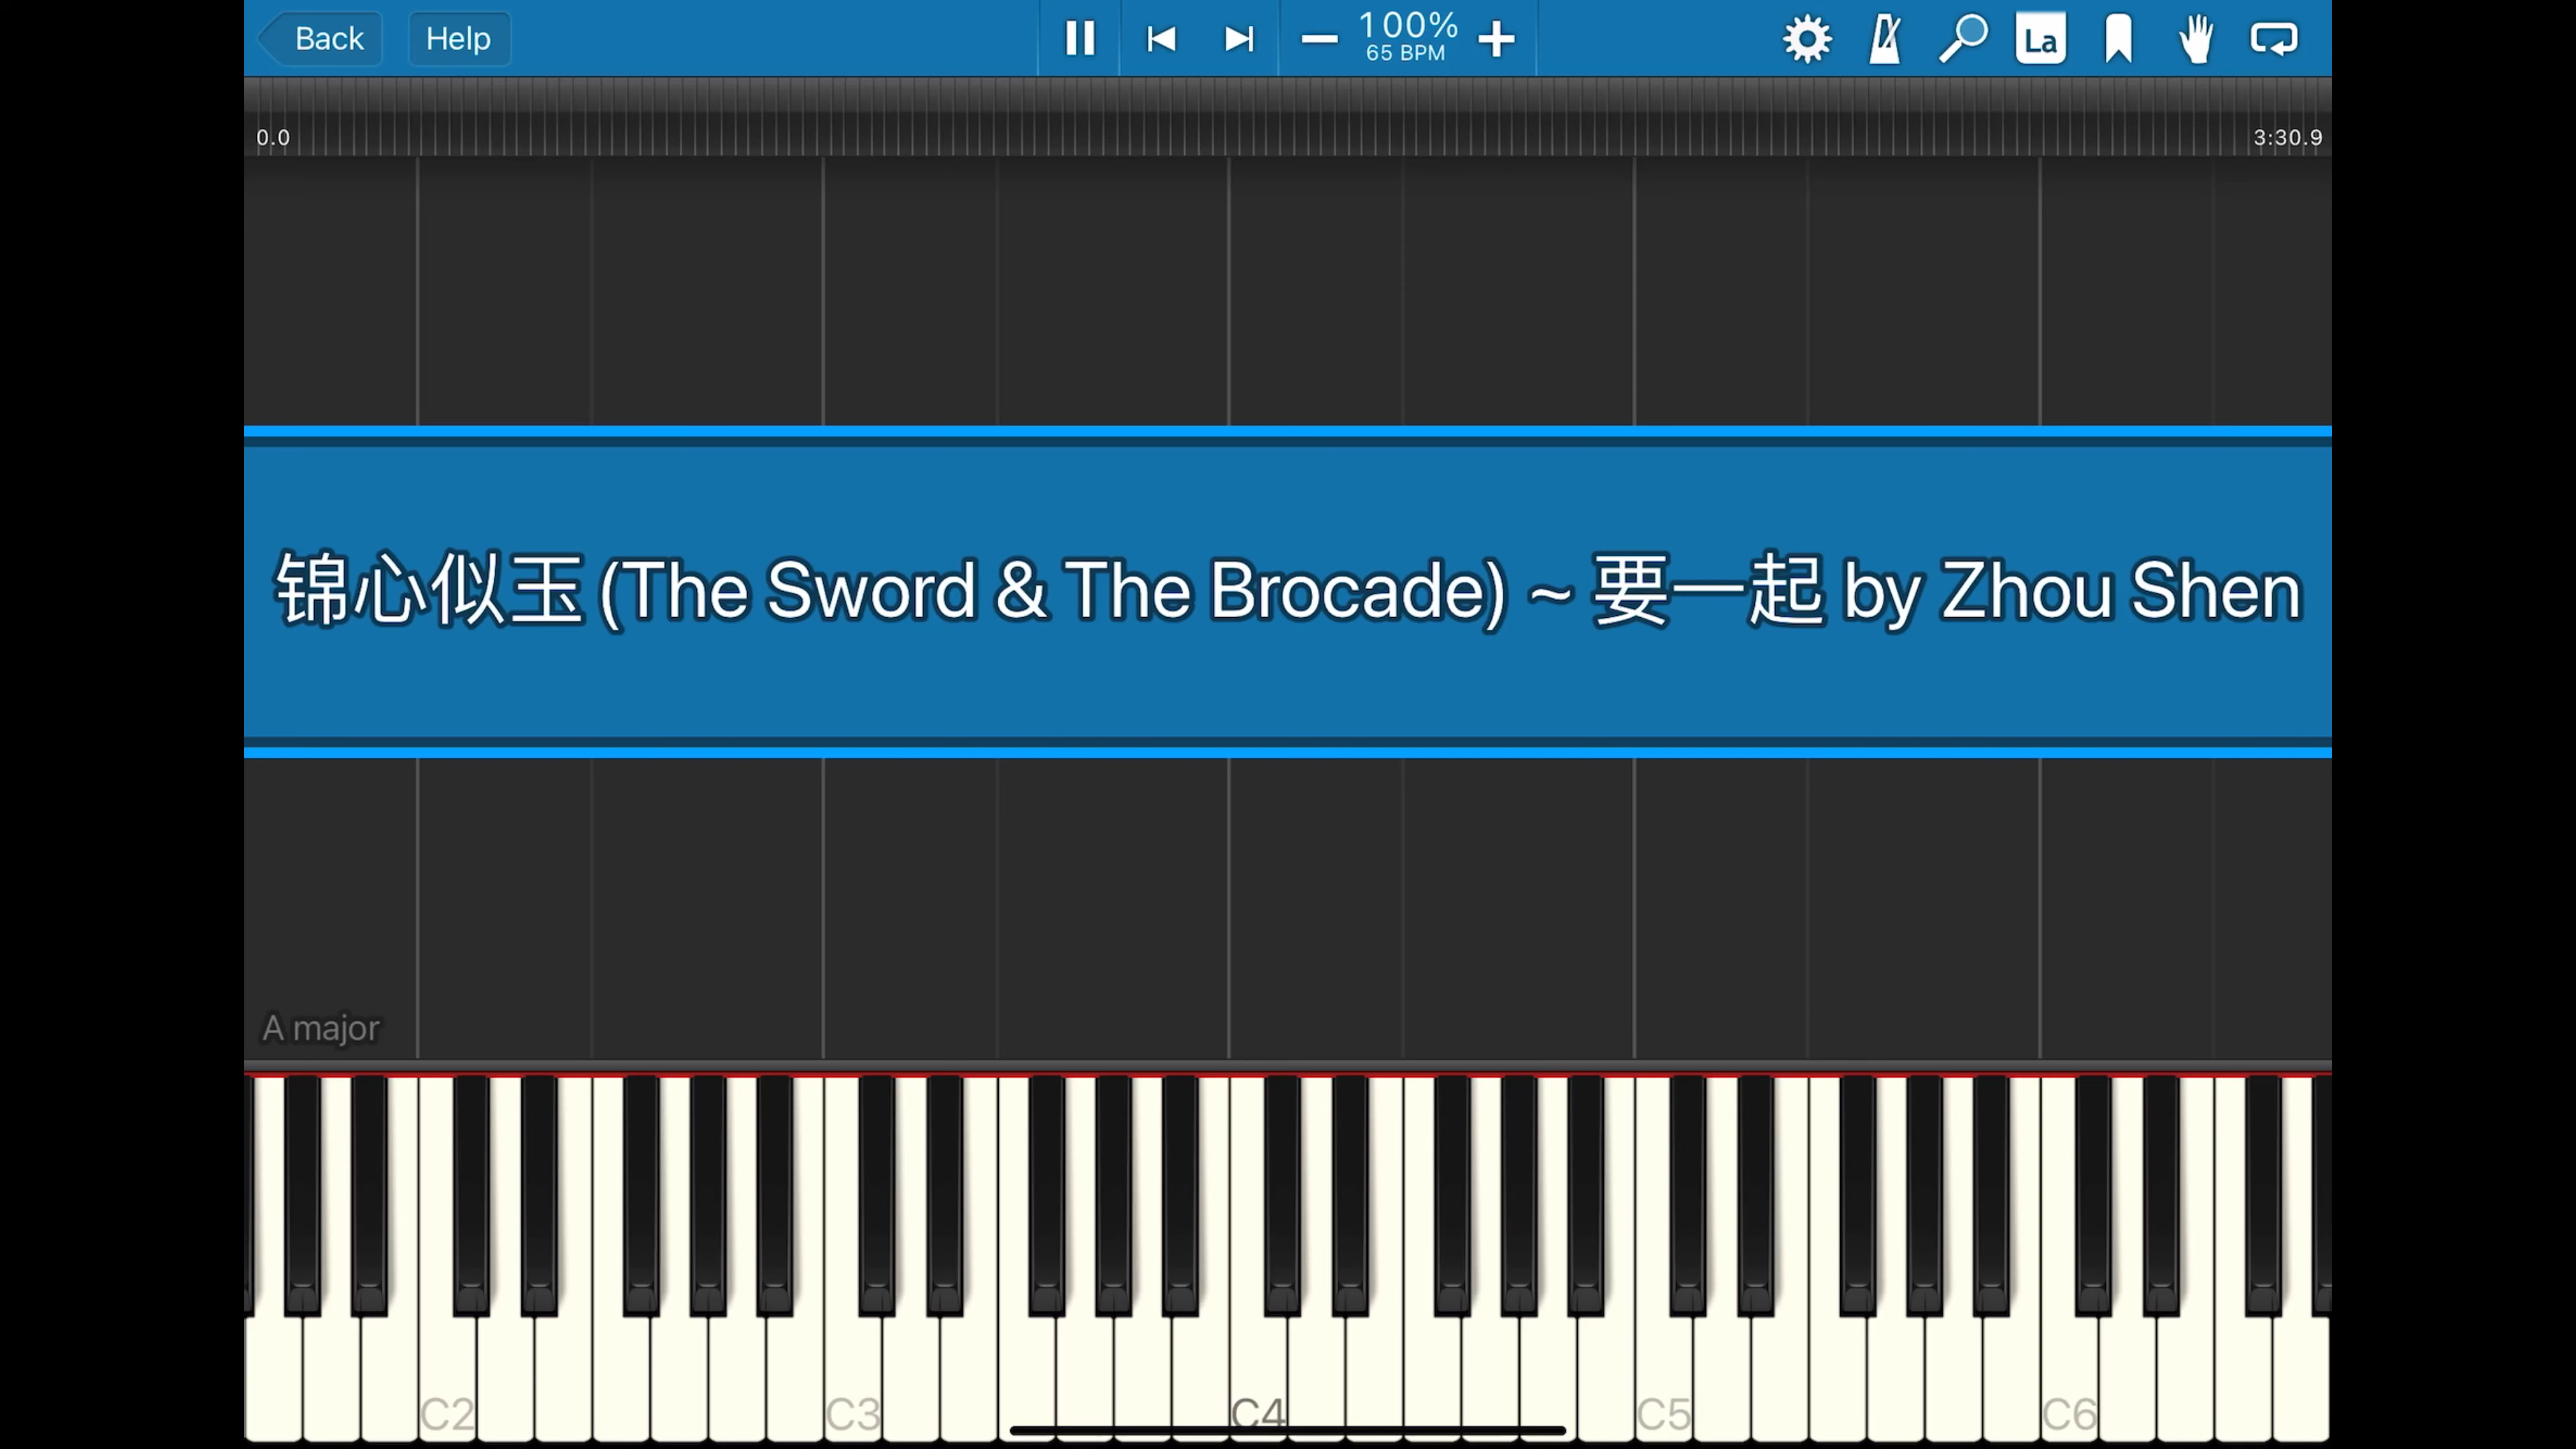 Back
Help
100%
65 BPM
La
0.0
3:30.9
锦心似玉 (The Sword & The Brocade) ~ 要一起 by Zhou Shen
A major
C2
C3
C4
C5
C6